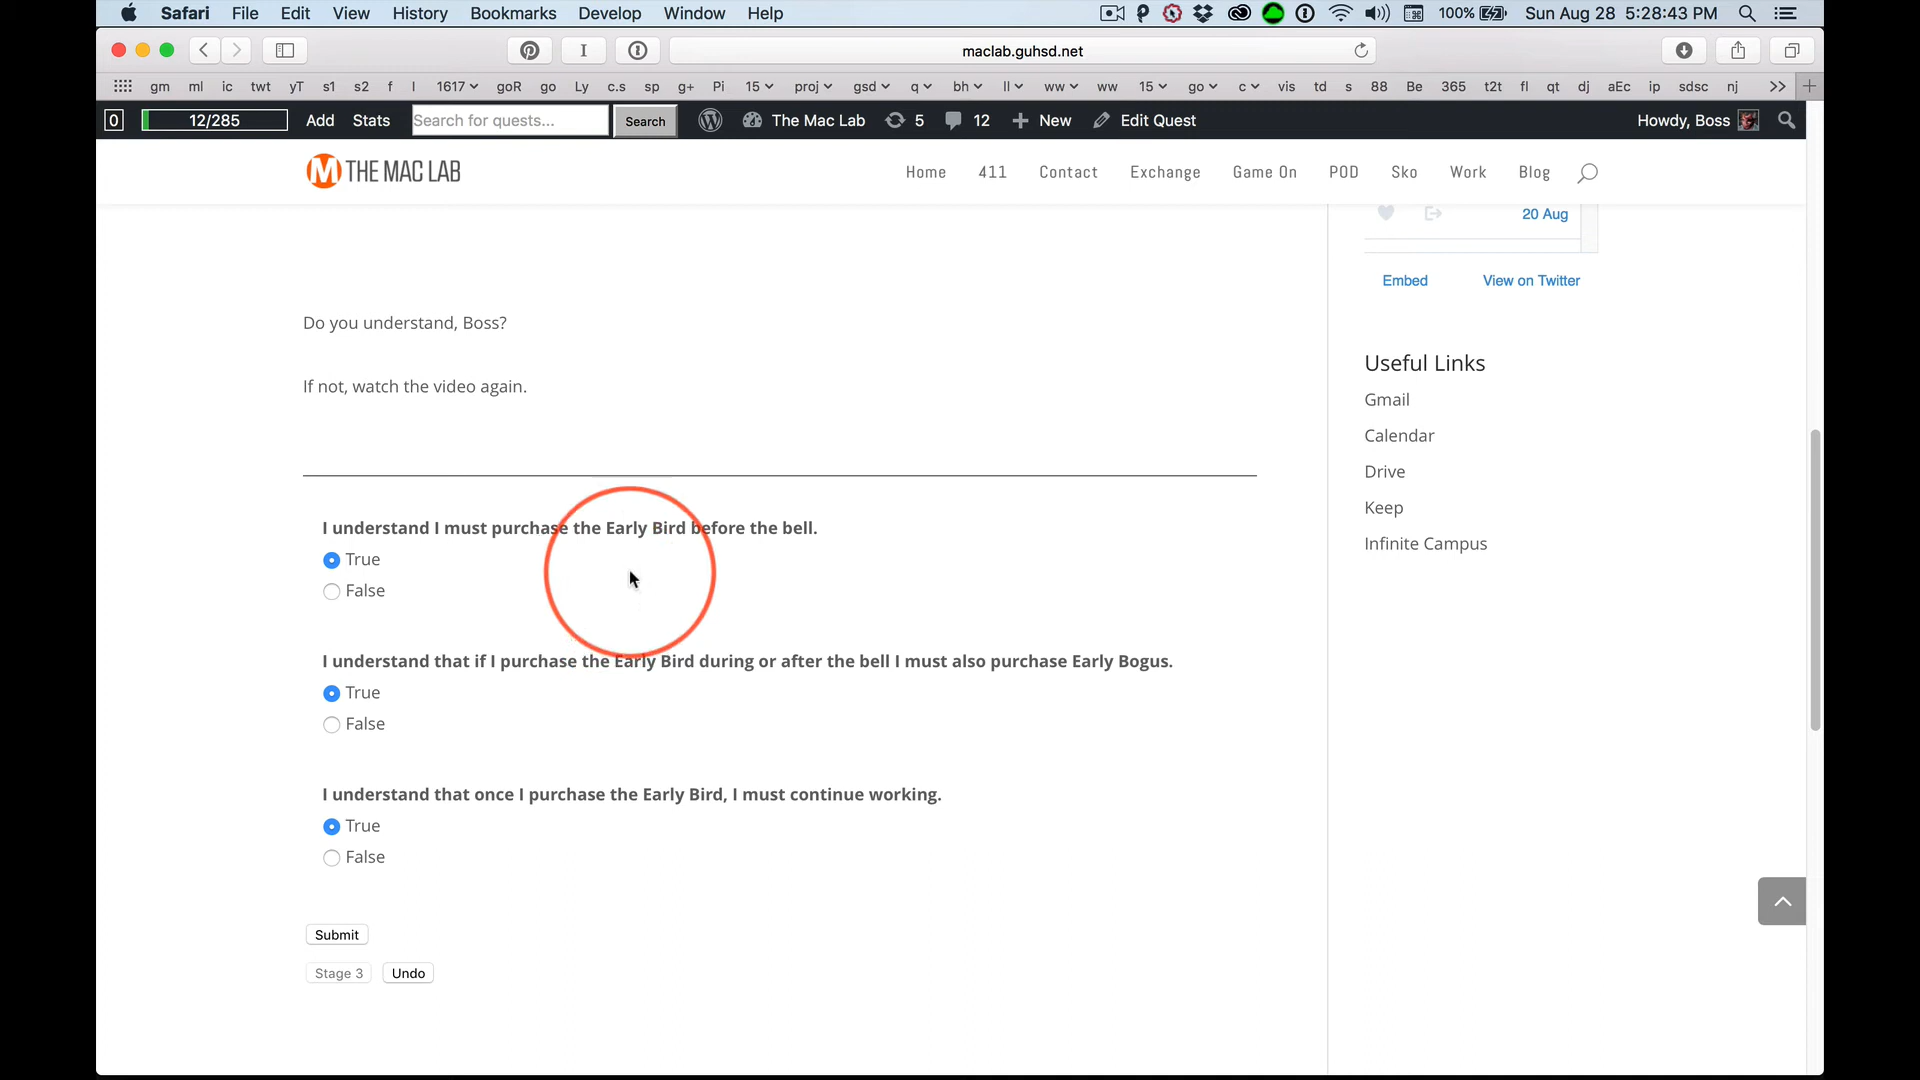 Safari File Edit View History Bookmarks Develop Window Help 100% Sun Aug 28 5:28:43 PM
maclab.guhsd.net
gm ml ic twt yT s1 s2 f I 1617 goR go Ly c.s sp g+ Pi 15 proj gsd q bh ll ww ww 15 go c vis td s 88 Be 365 t2t fl qt dj aEc ip sdsc nj
0 12/285 Add Stats Search for quests... Search The Mac Lab 5 12 New Edit Quest Howdy, Boss
M THE MAC LAB Home 411 Contact Exchange Game On POD Sko Work Blog
20 Aug
Embed View on Twitter
Do you understand, Boss?
If not, watch the video again.
Useful Links
Gmail
Calendar
Drive
Keep
Infinite Campus
I understand I must purchase the Early Bird before the bell.
True
False
I understand that if I purchase the Early Bird during or after the bell I must also purchase Early Bogus.
True
False
I understand that once I purchase the Early Bird, I must continue working.
True
False
Submit
Stage 3 Undo